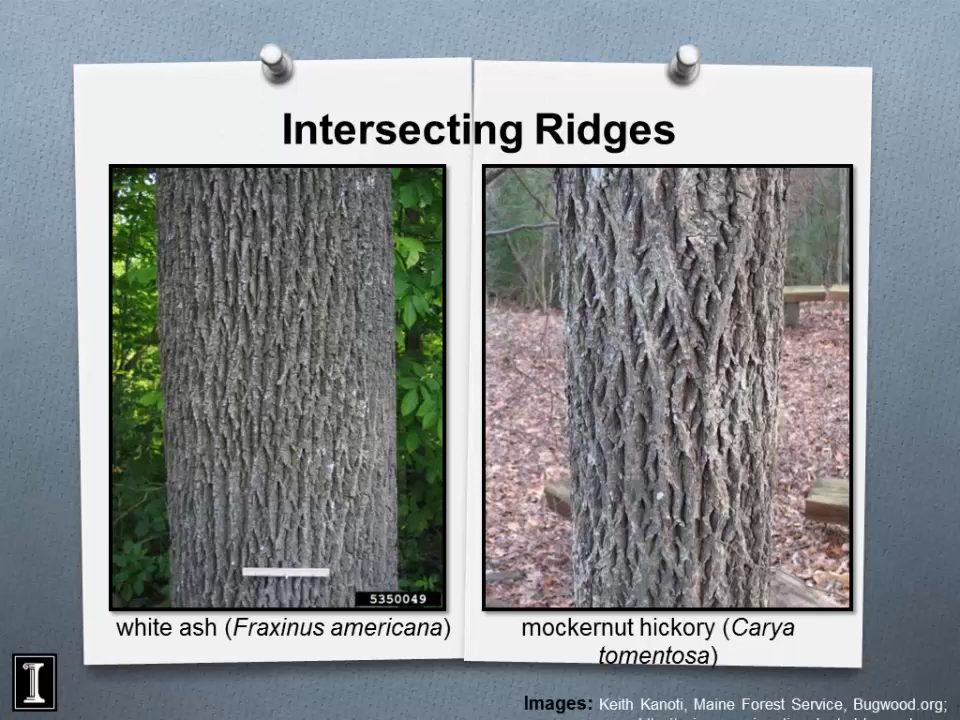 Intersecting Ridges
5350049
white ash (Fraxinus americana)
mockernut hickory (Carya
tomentosa)
I
Images: Keith Kanoti, Maine Forest Service, Bugwood.org;